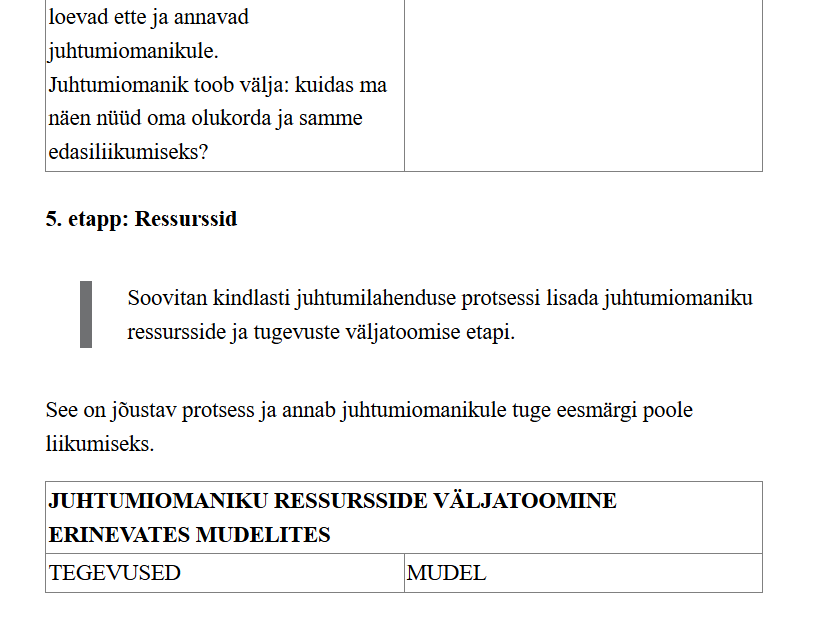 loevad ette ja annavad
juhtumiomanikule.
Juhtumiomanik toob välja: kuidas ma
näen nüüd oma olukorda ja samme
edasiliikumiseks?
5. etapp: Ressurssid
Soovitan kindlasti juhtumilahenduse protsessi lisada juhtumiomaniku
ressursside ja tugevuste väljatoomise etapi.
See on jõustav protsess ja annab juhtumiomanikule tuge eesmärgi poole
liikumiseks.
JUHTUMIOMANIKU RESSURSSIDE VÄLJATOOMINE
ERINEVATES MUDELITES
TEGEVUSED
MUDEL